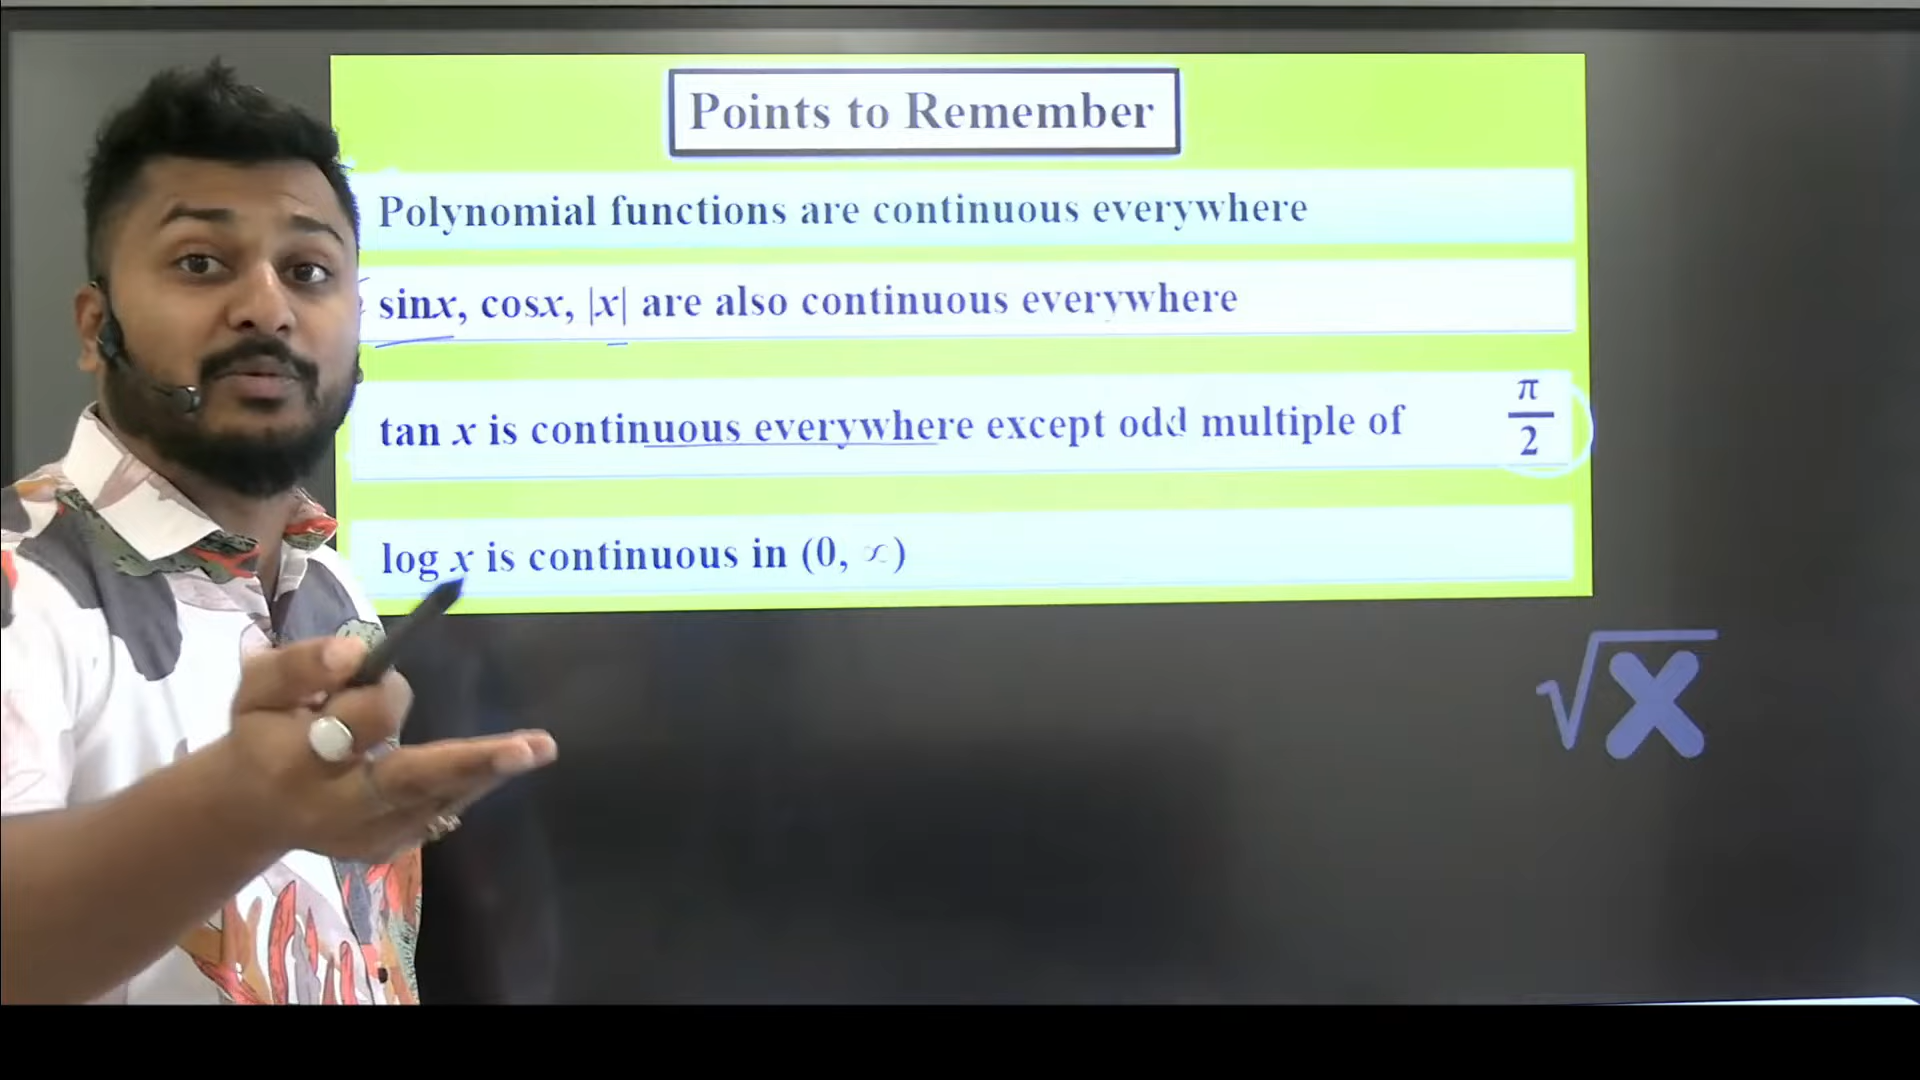 Points to Remember
Polynomial functions are continuous everywhere
sinx, cosx, |x| are also continuous everywhere
tan x is continuous everywhere except odd multiple of π/2
log x is continuous in (0, ∞)
√x